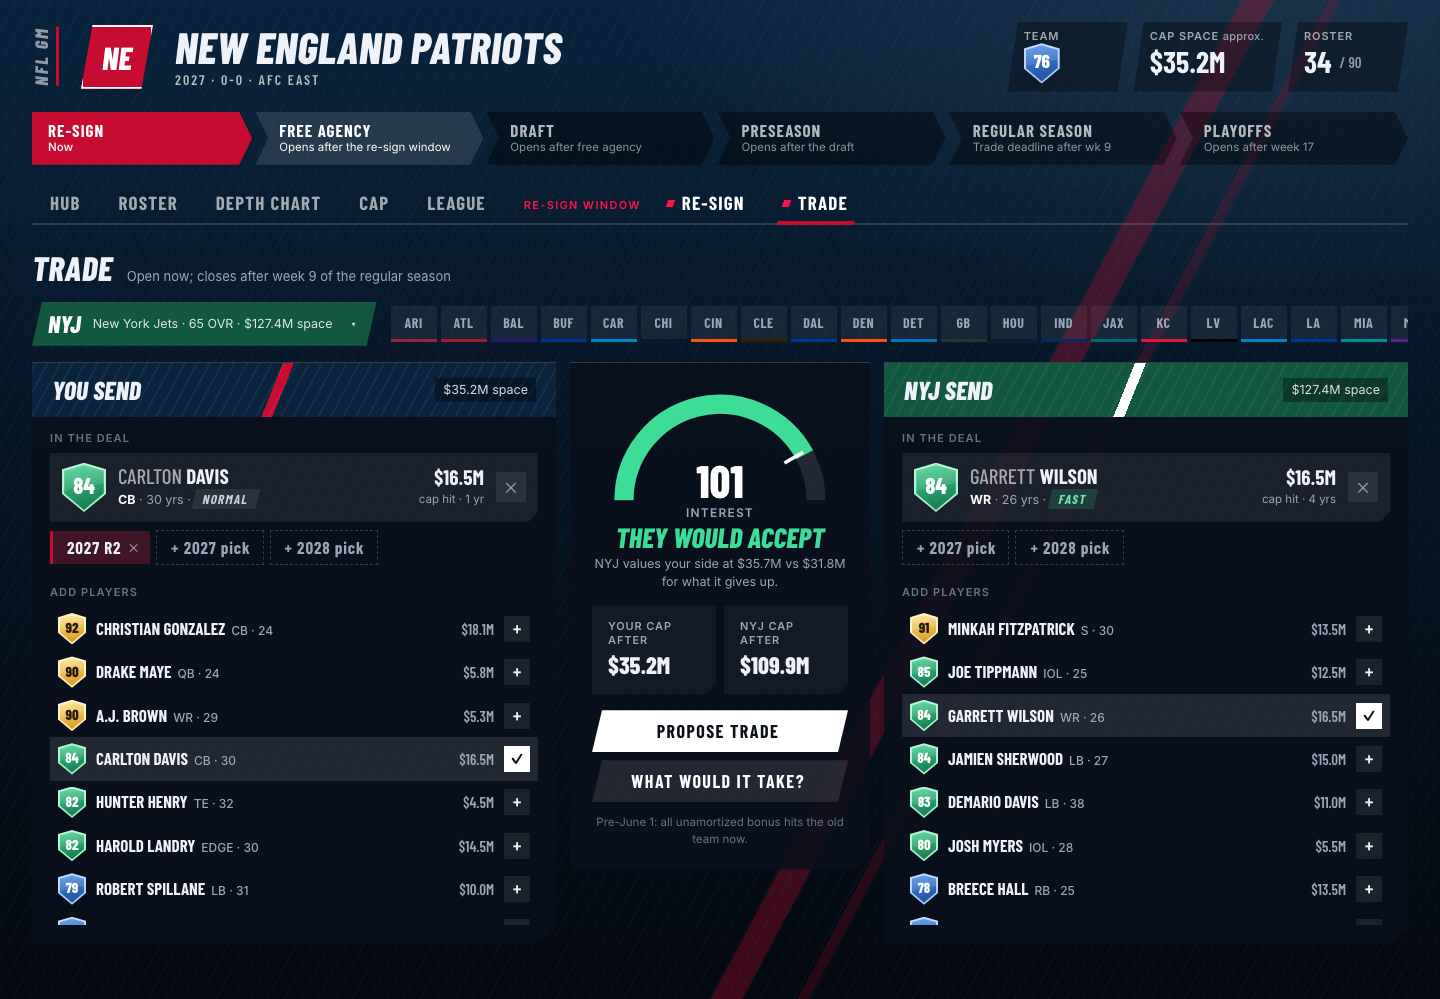 NFL GM
NE
NEW ENGLAND PATRIOTS
2027 · 0-0 · AFC EAST
TEAM
76
CAP SPACE approx.
$35.2M
ROSTER
34 / 90
RE-SIGN
Now
FREE AGENCY
Opens after the re-sign window
DRAFT
Opens after free agency
PRESEASON
Opens after the draft
REGULAR SEASON
Trade deadline after wk 9
PLAYOFFS
Opens after week 17
HUB ROSTER DEPTH CHART CAP LEAGUE RE-SIGN WINDOW RE-SIGN TRADE
TRADE Open now; closes after week 9 of the regular season
NYJ New York Jets · 65 OVR · $127.4M space
ARI ATL BAL BUF CAR CHI CIN CLE DAL DEN DET GB HOU IND JAX KC LV LAC LA MIA
YOU SEND $35.2M space
IN THE DEAL
84 CARLTON DAVIS $16.5M
CB · 30 yrs · NORMAL cap hit · 1 yr
2027 R2 × + 2027 pick + 2028 pick
ADD PLAYERS
92 CHRISTIAN GONZALEZ CB · 24 $18.1M +
90 DRAKE MAYE QB · 24 $5.8M +
90 A.J. BROWN WR · 29 $5.3M +
84 CARLTON DAVIS CB · 30 $16.5M ✓
82 HUNTER HENRY TE · 32 $4.5M +
82 HAROLD LANDRY EDGE · 30 $14.5M +
79 ROBERT SPILLANE LB · 31 $10.0M +
101
INTEREST
THEY WOULD ACCEPT
NYJ values your side at $35.7M vs $31.8M
for what it gives up.
YOUR CAP
AFTER
$35.2M
NYJ CAP
AFTER
$109.9M
PROPOSE TRADE
WHAT WOULD IT TAKE?
Pre-June 1: all unamortized bonus hits the old
team now.
NYJ SEND $127.4M space
IN THE DEAL
84 GARRETT WILSON $16.5M
WR · 26 yrs · FAST cap hit · 4 yrs
+ 2027 pick + 2028 pick
ADD PLAYERS
91 MINKAH FITZPATRICK S · 30 $13.5M +
85 JOE TIPPMANN IOL · 25 $12.5M +
84 GARRETT WILSON WR · 26 $16.5M ✓
84 JAMIEN SHERWOOD LB · 27 $15.0M +
83 DEMARIO DAVIS LB · 38 $11.0M +
80 JOSH MYERS IOL · 28 $5.5M +
78 BREECE HALL RB · 25 $13.5M +